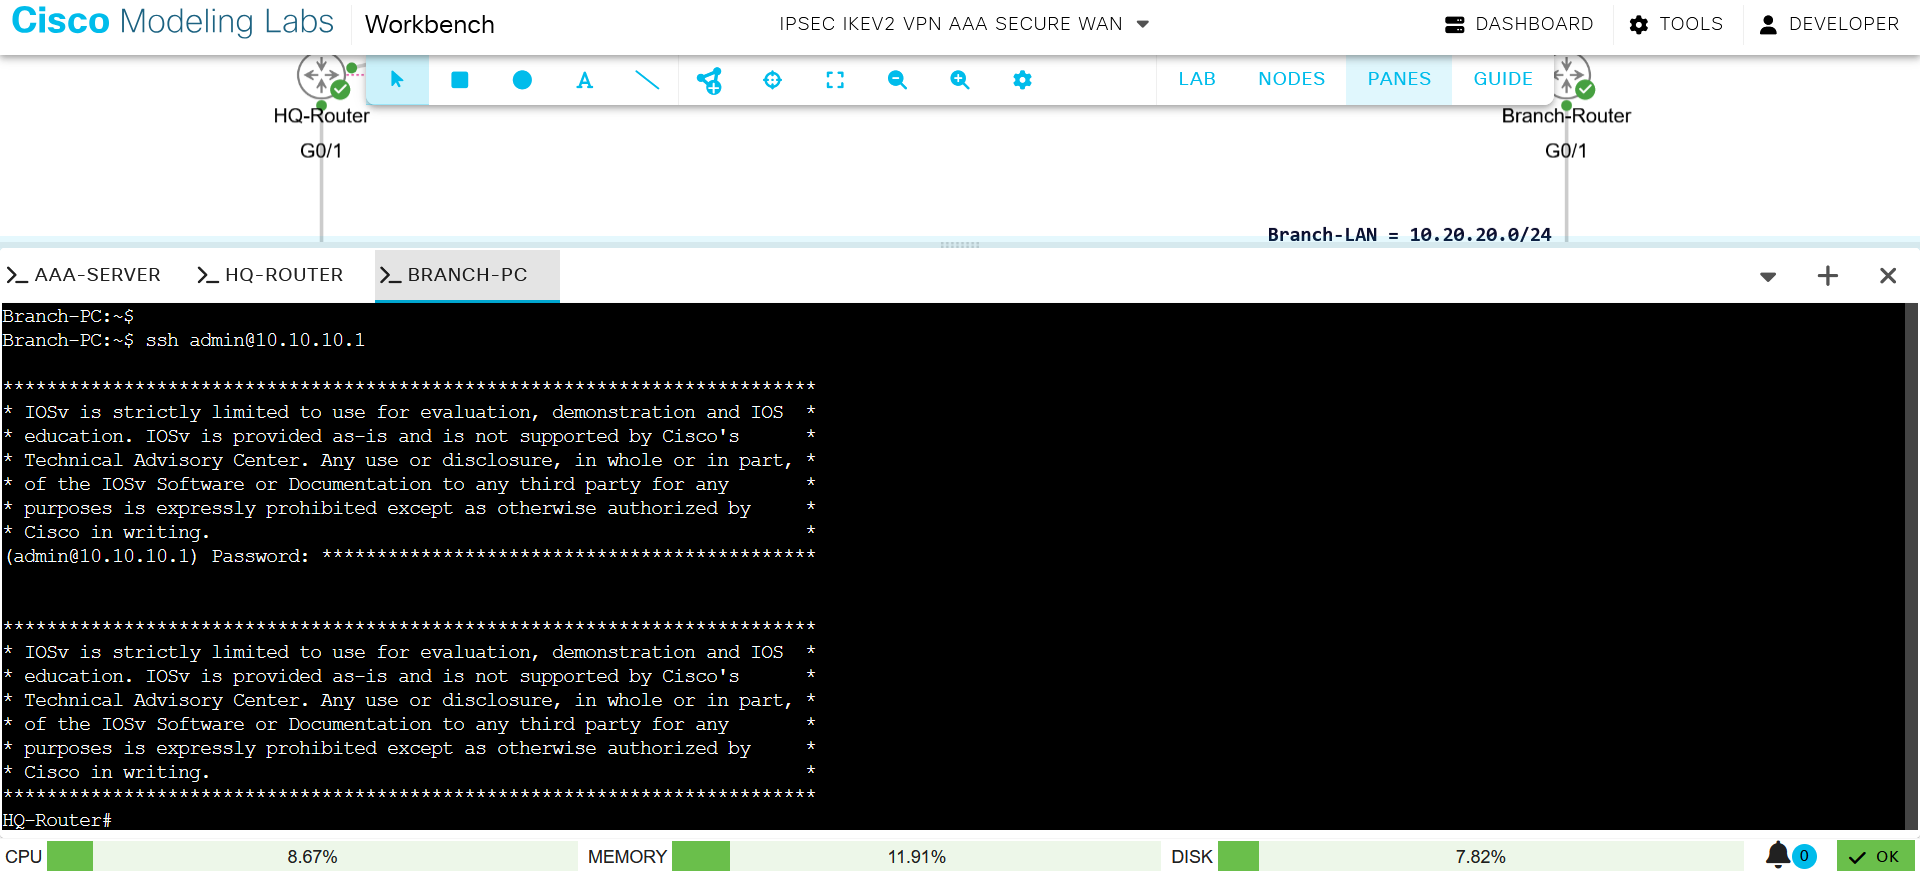 Cisco Modeling Labs Workbench IPSEC IKEV2 VPN AAA SECURE WAN DASHBOARD TOOLS DEVELOPER
A LAB NODES PANES GUIDE
HQ-Router Branch-Router
G0/1 G0/1
Branch-LAN = 10.20.20.0/24
>_ AAA-SERVER >_ HQ-ROUTER >_ BRANCH-PC
Branch-PC:~$
Branch-PC:~$ ssh admin@10.10.10.1
**************************************************************************
* IOSv is strictly limited to use for evaluation, demonstration and IOS  *
* education. IOSv is provided as-is and is not supported by Cisco's      *
* Technical Advisory Center. Any use or disclosure, in whole or in part, *
* of the IOSv Software or Documentation to any third party for any       *
* purposes is expressly prohibited except as otherwise authorized by     *
* Cisco in writing.                                                      *
(admin@10.10.10.1) Password: *********************************************
**************************************************************************
* IOSv is strictly limited to use for evaluation, demonstration and IOS  *
* education. IOSv is provided as-is and is not supported by Cisco's      *
* Technical Advisory Center. Any use or disclosure, in whole or in part, *
* of the IOSv Software or Documentation to any third party for any       *
* purposes is expressly prohibited except as otherwise authorized by     *
* Cisco in writing.                                                      *
**************************************************************************
HQ-Router#
CPU 8.67% MEMORY 11.91% DISK 7.82% 0 OK